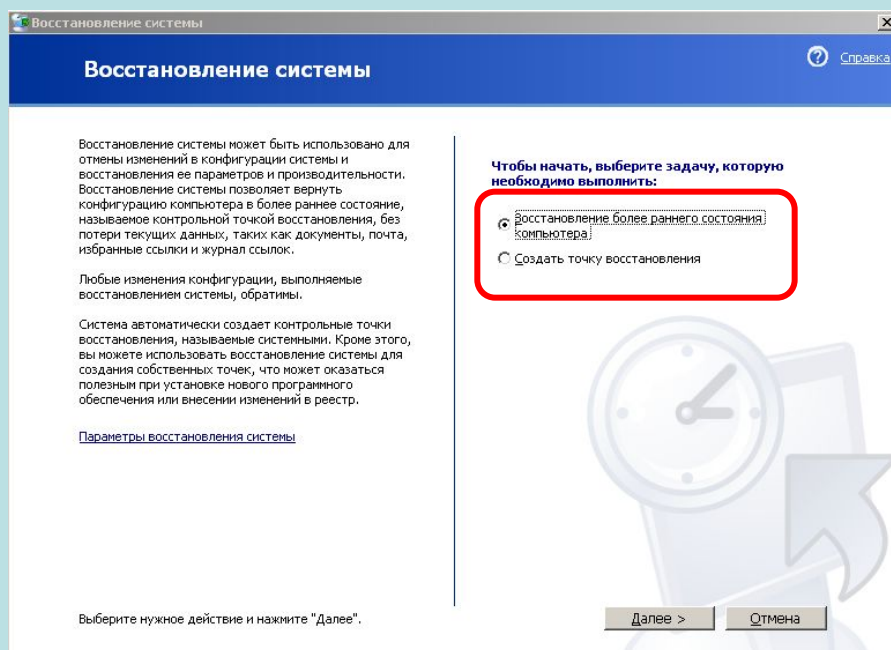 Восстановление системы
Восстановление системы
Справка
Восстановление системы может быть использовано для
отмены изменений в конфигурации системы и
восстановления ее параметров и производительности.
Восстановление системы позволяет вернуть
конфигурацию компьютера в более раннее состояние,
называемое контрольной точкой восстановления, без
потери текущих данных, таких как документы, почта,
избранные ссылки и журнал ссылок.
Любые изменения конфигурации, выполняемые
восстановлением системы, обратимы.
Система автоматически создает контрольные точки
восстановления, называемые системными. Кроме этого,
вы можете использовать восстановление системы для
создания собственных точек, что может оказаться
полезным при установке нового программного
обеспечения или внесении изменений в реестр.
Параметры восстановления системы
Чтобы начать, выберите задачу, которую
необходимо выполнить:
Восстановление более раннего состояния
компьютера
Создать точку восстановления
Выберите нужное действие и нажмите "Далее".
Далее >
Отмена